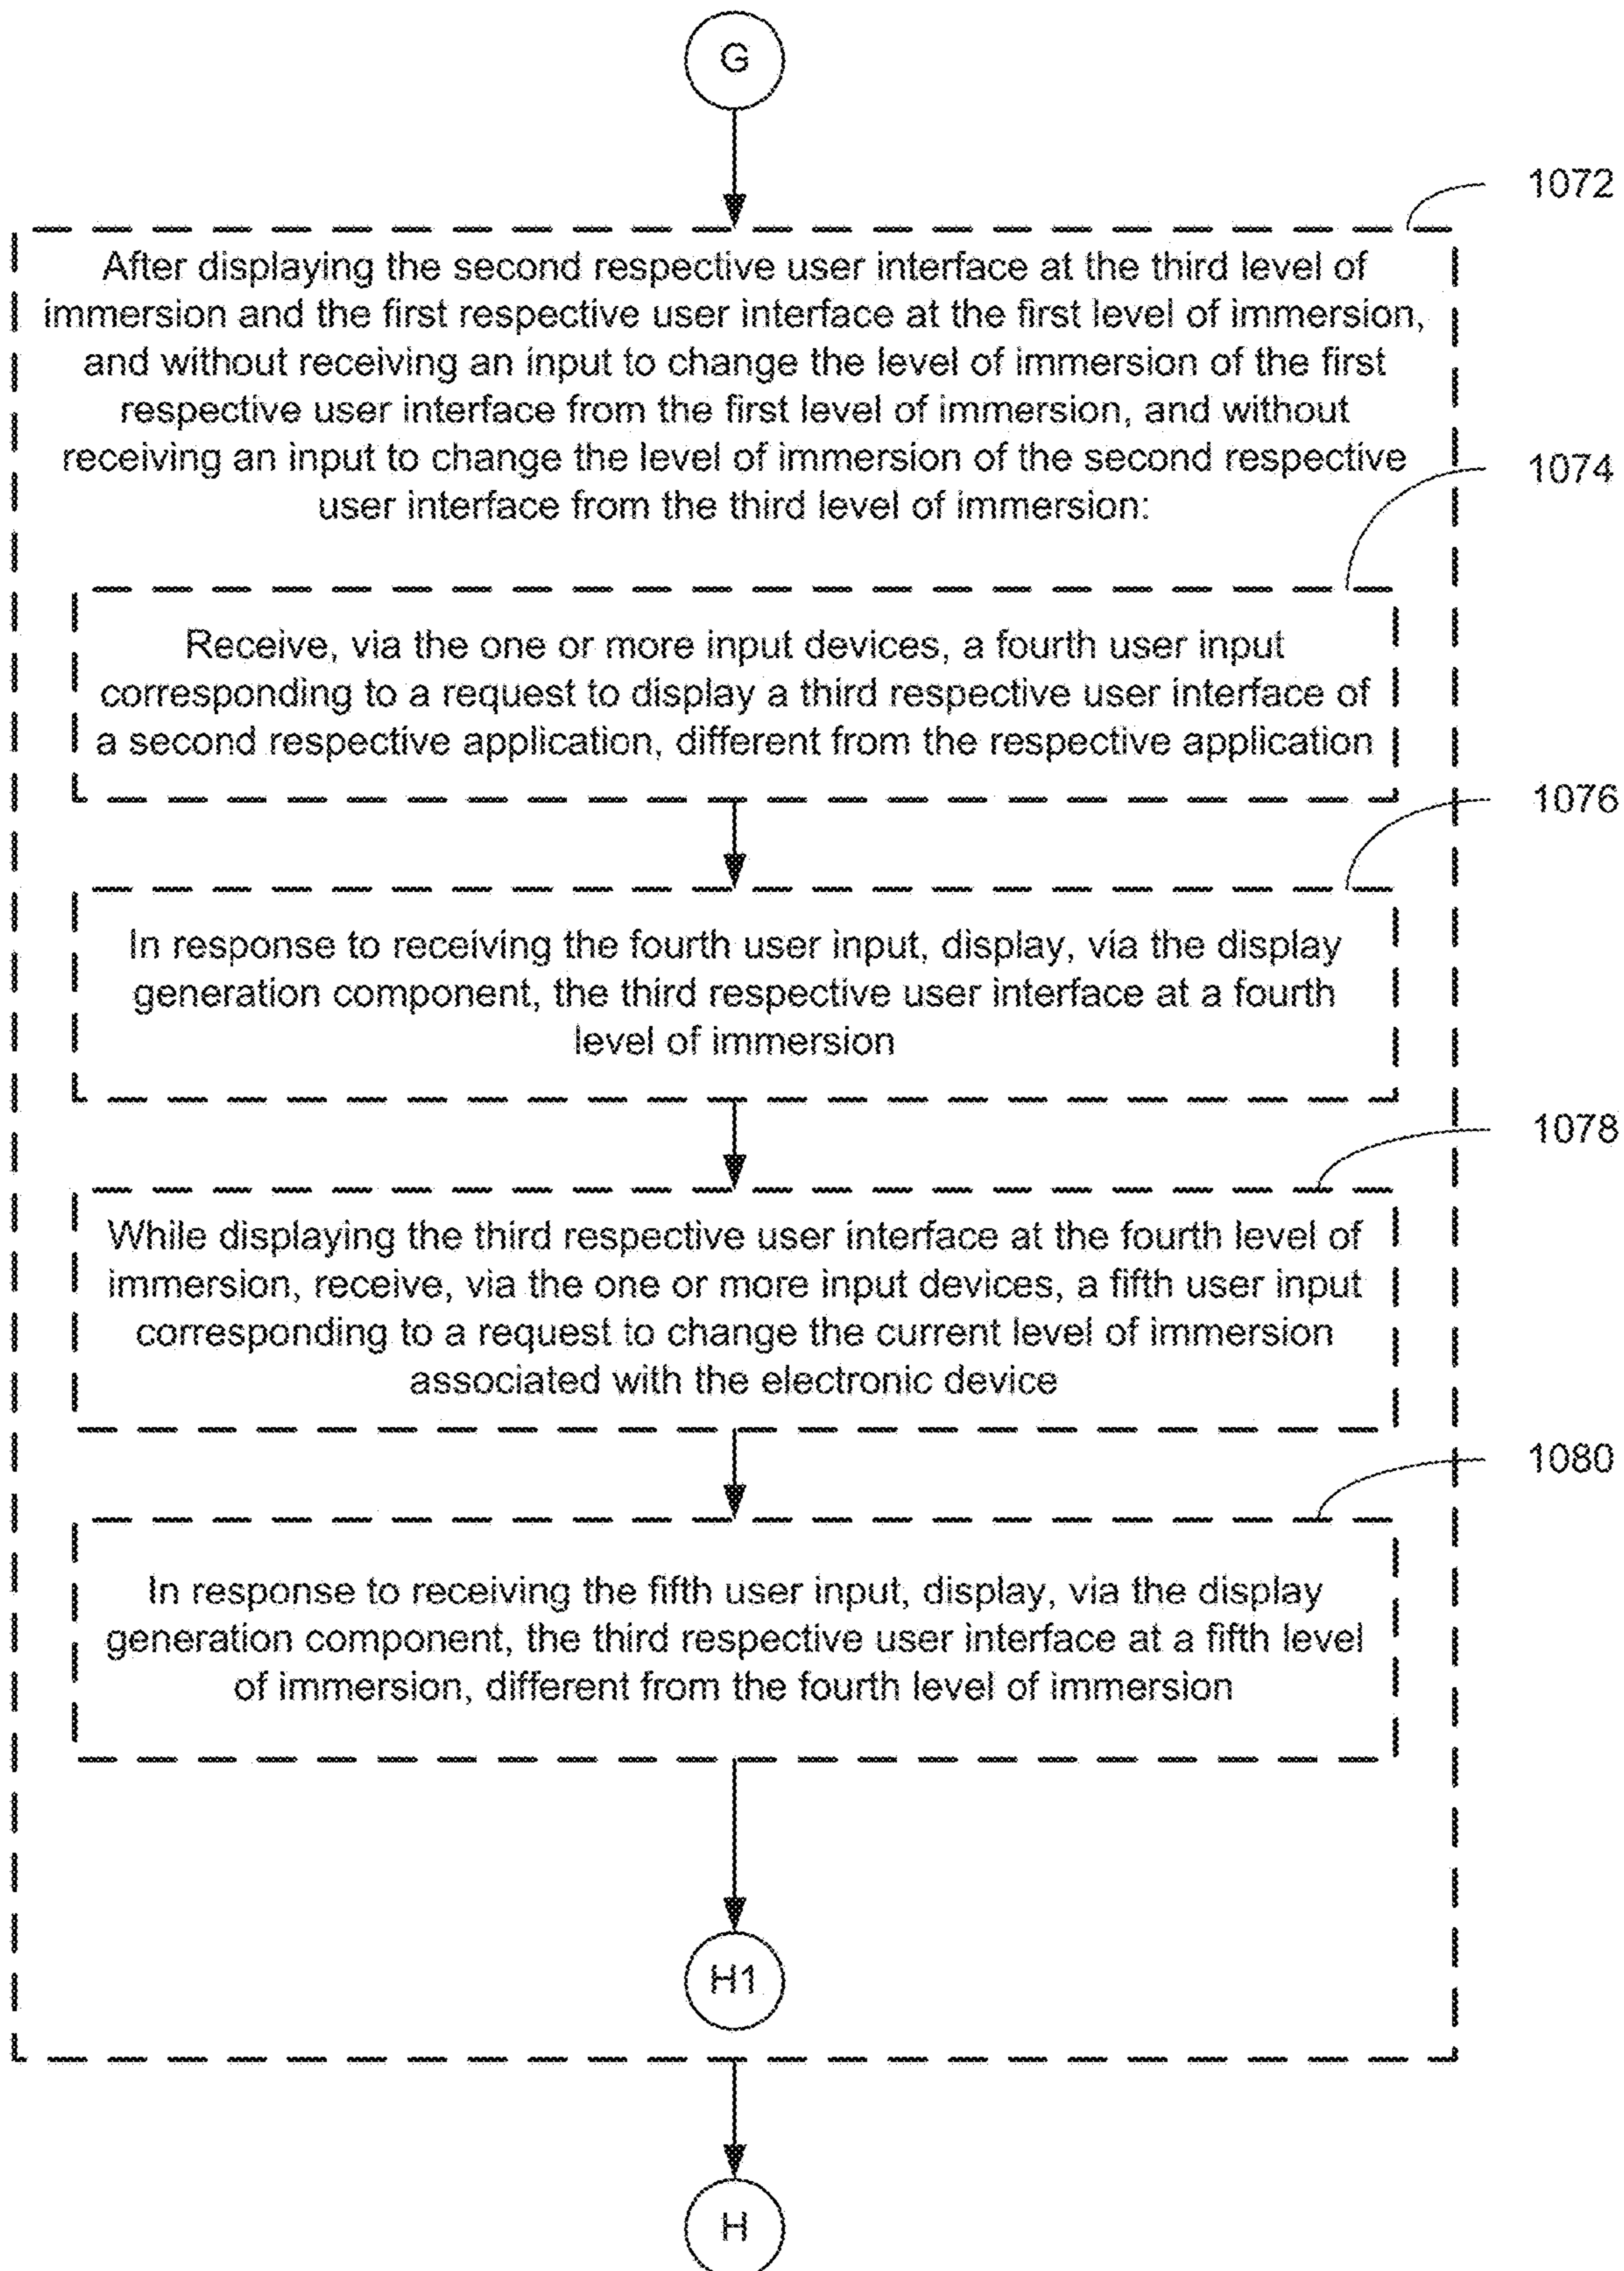 G
1072
After displaying the second respective user interface at the third level of
immersion and the first respective user interface at the first level of immersion,
and without receiving an input to change the level of immersion of the first
respective user interface from the first level of immersion, and without
receiving an input to change the level of immersion of the second respective
user interface from the third level of immersion:
1074
Receive, via the one or more input devices, a fourth user input
corresponding to a request to display a third respective user interface of
a second respective application, different from the respective application
1076
In response to receiving the fourth user input, display, via the display
generation component, the third respective user interface at a fourth
level of immersion
1078
While displaying the third respective user interface at the fourth level of
immersion, receive, via the one or more input devices, a fifth user input
corresponding to a request to change the current level of immersion
associated with the electronic device
1080
In response to receiving the fifth user input, display, via the display
generation component, the third respective user interface at a fifth level
of immersion, different from the fourth level of immersion
H1
H